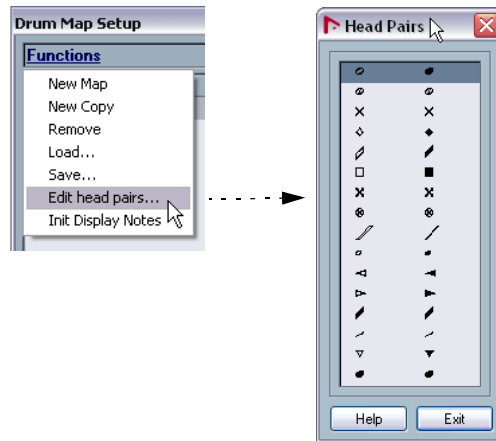 Drum Map Setup
Functions
New Map
New Copy
Remove
Load...
Save...
Edit head pairs...
Init Display Notes
Head Pairs
Help
Exit